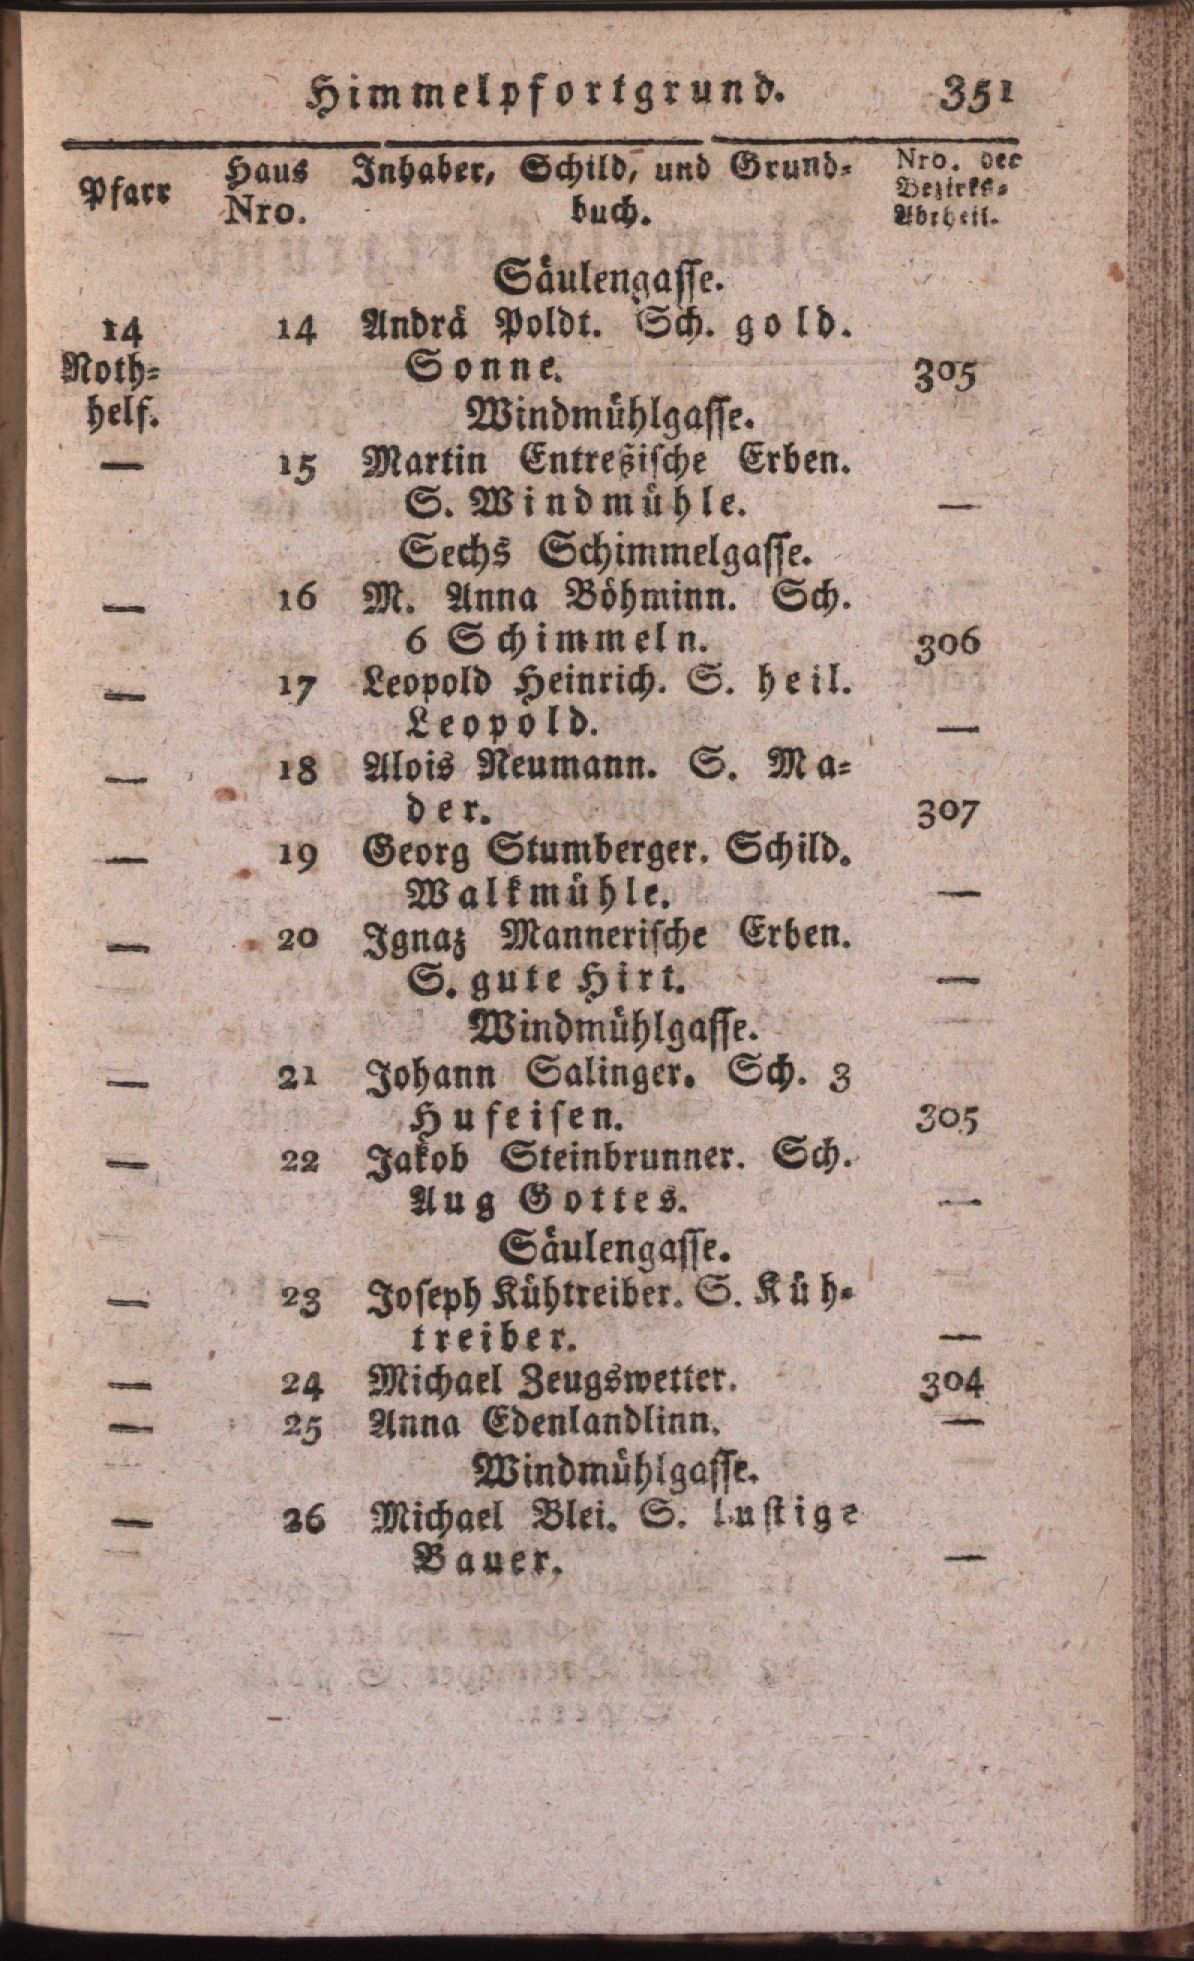 Himmelpfortgrund. 351
Pfarr Haus Nro. Inhaber, Schild, und Grund= buch. Nro. der Bezirks= Abtheil.
Säulengasse.
14 14 Andrä Poldt. Sch. gold.
Noth= Sonne. 305
helf. Windmühlgasse.
— 15 Martin Entreßische Erben.
S. Windmühle. —
Sechs Schimmelgasse.
— 16 M. Anna Böhminn. Sch.
6 Schimmeln. 306
— 17 Leopold Heinrich. S. heil.
Leopold. —
— 18 Alois Neumann. S. Ma=
der. 307
— 19 Georg Stumberger. Schild.
Walkmühle. —
— 20 Ignaz Mannerische Erben.
S. gute Hirt. —
Windmühlgasse.
— 21 Johann Salinger. Sch. 3
Hufeisen. 305
— 22 Jakob Steinbrunner. Sch.
Aug Gottes. —
Säulengasse.
— 23 Joseph Kühtreiber. S. Küh=
treiber. —
— 24 Michael Zeugswetter. 304
— 25 Anna Edenlandlinn. —
Windmühlgasse.
— 26 Michael Blei. S. lustige
Bauer. —